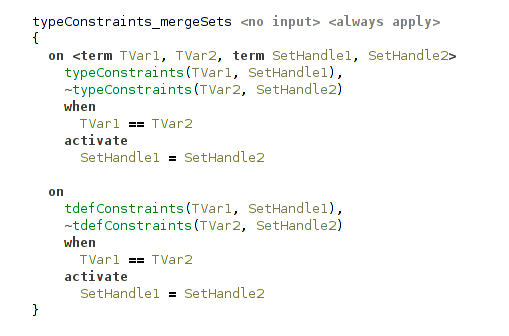 typeConstraints_mergeSets <no input> <always apply>
{
on <term TVar1, TVar2, term SetHandle1, SetHandle2>
typeConstraints(TVar1, SetHandle1),
~typeConstraints(TVar2, SetHandle2)
when
TVar1 == TVar2
activate
SetHandle1 = SetHandle2
on
tdefConstraints(TVar1, SetHandle1),
~tdefConstraints(TVar2, SetHandle2)
when
TVar1 == TVar2
activate
SetHandle1 = SetHandle2
}